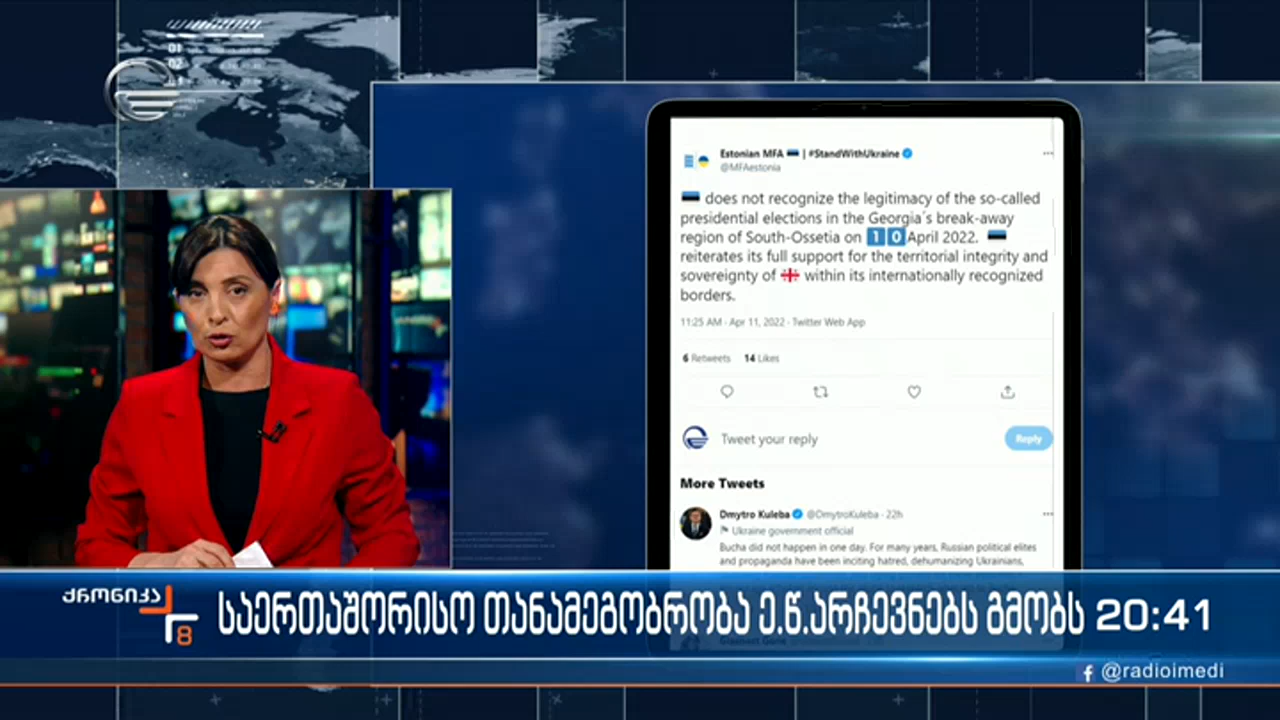 01
02
Estonian MFA 🇪🇪 | #StandWithUkraine
@MFAestonia
🇪🇪 does not recognize the legitimacy of the so-called
presidential elections in the Georgia´s break-away
region of South-Ossetia on 1️⃣0️⃣April 2022. 🇪🇪
reiterates its full support for the territorial integrity and
sovereignty of 🇬🇪 within its internationally recognized
borders.
11:25 AM · Apr 11, 2022 · Twitter Web App
6 Retweets 14 Likes
Tweet your reply
Reply
More Tweets
Dmytro Kuleba @DmytroKuleba · 22h
Ukraine government official
Bucha did not happen in one day. For many years, Russian political elites
and propaganda have been inciting hatred, dehumanizing Ukrainians,
ქრონიკა
8
საერთაშორისო თანამეგობრობა ე.წ.არჩევნებს გმობს 20:41
@radioimedi